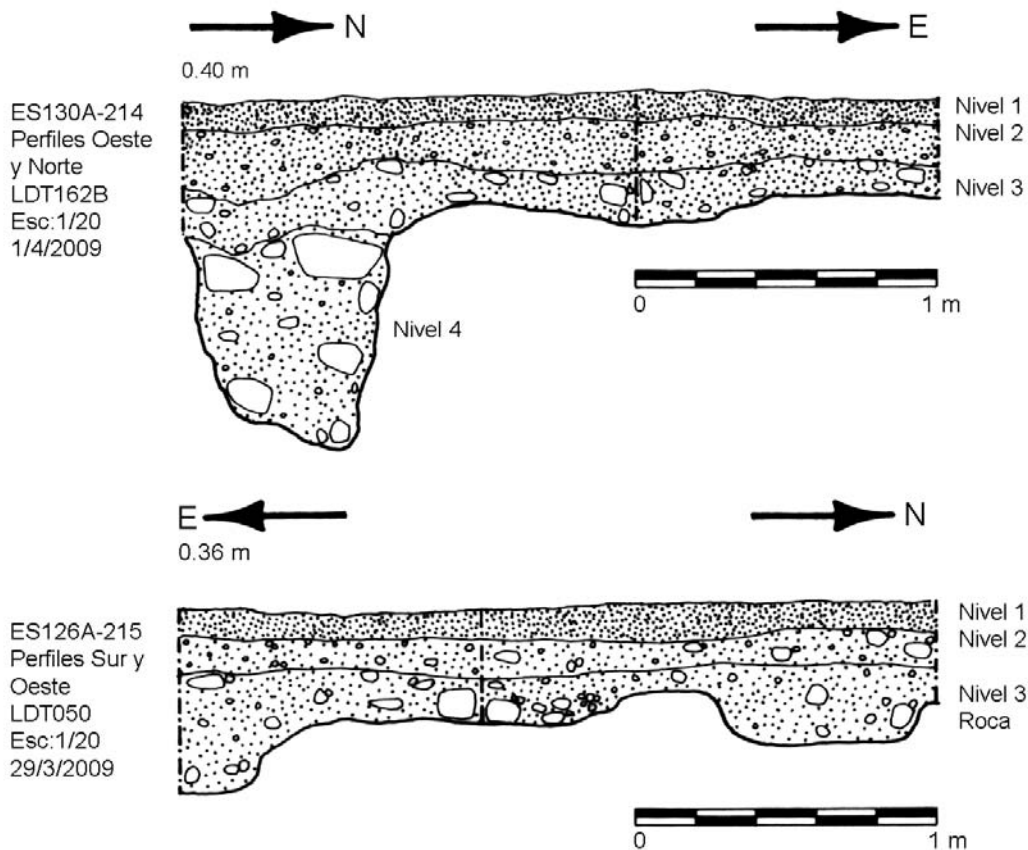 N
E
0.40 m
ES130A-214
Perfiles Oeste
y Norte
LDT162B
Esc:1/20
1/4/2009
Nivel 1
Nivel 2
Nivel 3
Nivel 4
0
1 m
E
N
0.36 m
ES126A-215
Perfiles Sur y
Oeste
LDT050
Esc:1/20
29/3/2009
Nivel 1
Nivel 2
Nivel 3
Roca
0
1 m